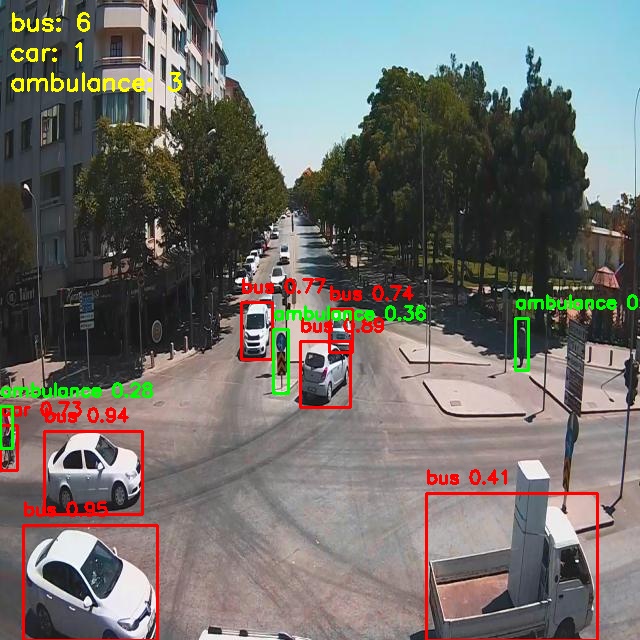 bus: 6
car: 1
ambulance: 3
bus 0.77
bus 0.74
ambulance 0.36
bus 0.89
ambulance 0
ambulance 0.28
car 0.73
bus 0.94
bus 0.95
bus 0.41